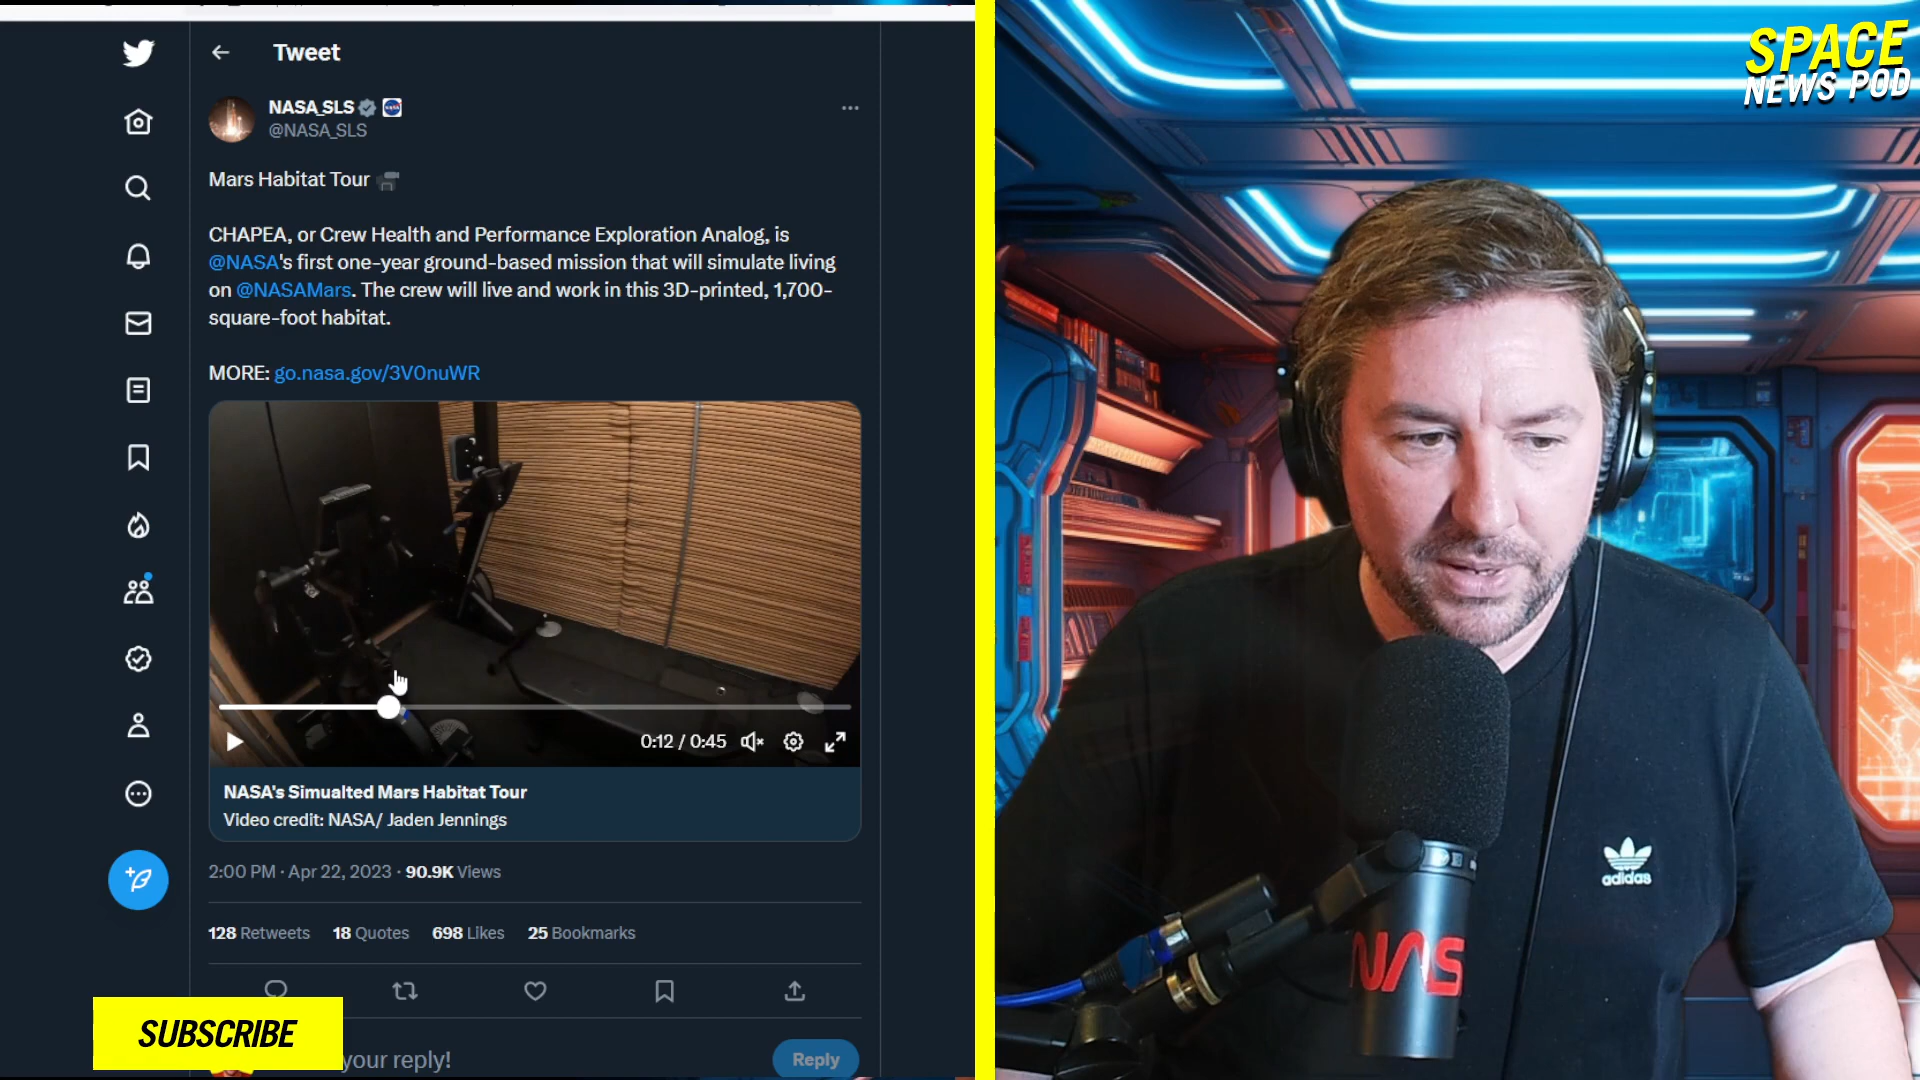 Tweet
NASA_SLS
@NASA_SLS
Mars Habitat Tour
CHAPEA, or Crew Health and Performance Exploration Analog, is
@NASA's first one-year ground-based mission that will simulate living
on @NASAMars. The crew will live and work in this 3D-printed, 1,700-
square-foot habitat.
MORE: go.nasa.gov/3V0nuWR
0:12 / 0:45
NASA's Simualted Mars Habitat Tour
Video credit: NASA/ Jaden Jennings
2:00 PM · Apr 22, 2023 · 90.9K Views
128 Retweets 18 Quotes 698 Likes 25 Bookmarks
your reply!
Reply
SUBSCRIBE
SPACE
NEWS POD
adidas
NAS